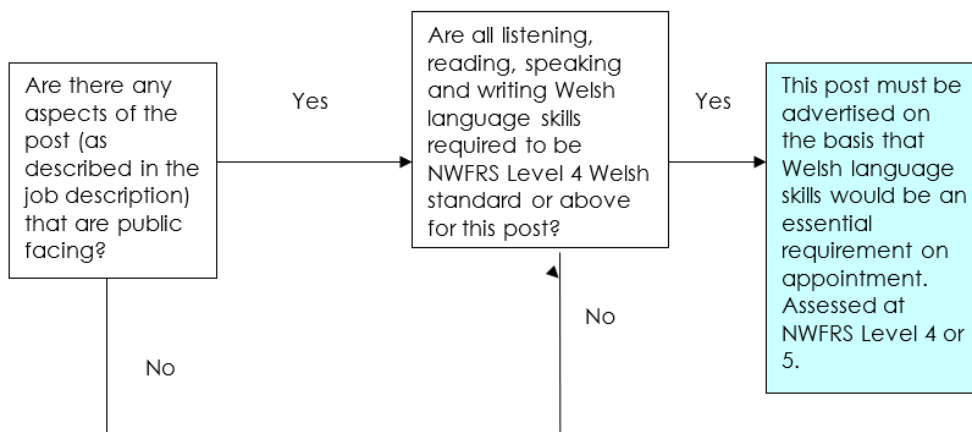 Are there any
aspects of the
post (as
described in the
job description)
that are public
facing?
Yes
No
Are all listening,
reading, speaking
and writing Welsh
language skills
required to be
NWFRS Level 4 Welsh
standard or above
for this post?
Yes
No
This post must be
advertised on
the basis that
Welsh language
skills would be an
essential
requirement on
appointment.
Assessed at
NWFRS Level 4 or
5.